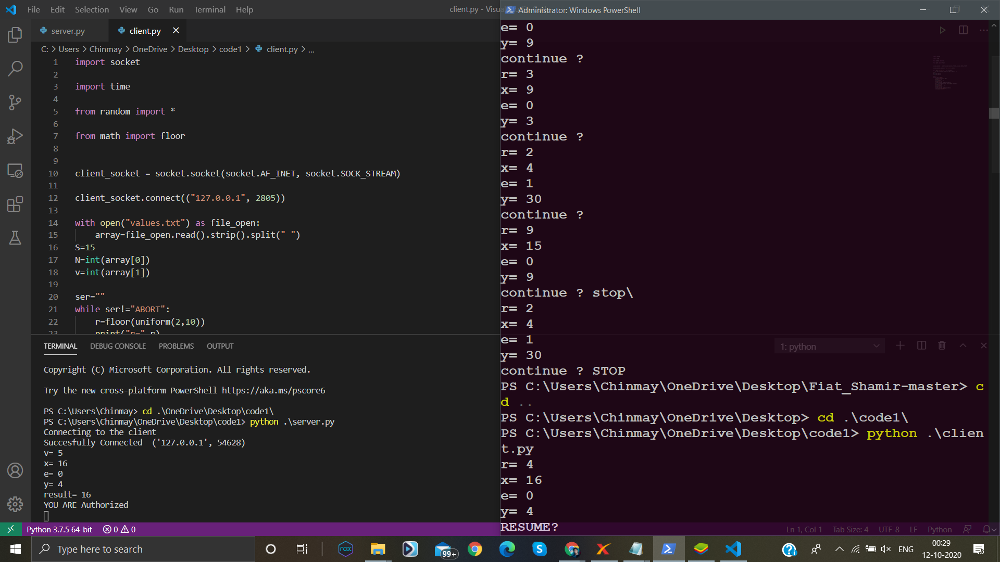 File Edit Selection View Go Run Terminal Help
client.py - Visu
server.py
client.py
C: > Users > Chinmay > OneDrive > Desktop > code1 > client.py > ...
1 import socket
2
3 import time
4
5 from random import *
6
7 from math import floor
8
9
10 client_socket = socket.socket(socket.AF_INET, socket.SOCK_STREAM)
11
12 client_socket.connect(("127.0.0.1", 2805))
13
14 with open("values.txt") as file_open:
15 array=file_open.read().strip().split(" ")
16 S=15
17 N=int(array[0])
18 v=int(array[1])
19
20 ser=""
21 while ser!="ABORT":
22 r=floor(uniform(2,10))
23 print("r=",r)
TERMINAL DEBUG CONSOLE PROBLEMS OUTPUT
1: python
Copyright (C) Microsoft Corporation. All rights reserved.
Try the new cross-platform PowerShell https://aka.ms/pscore6
PS C:\Users\Chinmay> cd .\OneDrive\Desktop\code1\
PS C:\Users\Chinmay\OneDrive\Desktop\code1> python .\server.py
Connecting to the client
Succesfully Connected ('127.0.0.1', 54628)
v= 5
x= 16
e= 0
y= 4
result= 16
YOU ARE Authorized
Python 3.7.5 64-bit 0 0
Ln 1, Col 1 Tab Size: 4 UTF-8 LF Python
Administrator: Windows PowerShell
e= 0
y= 9
continue ?
r= 3
x= 9
e= 0
y= 3
continue ?
r= 2
x= 4
e= 1
y= 30
continue ?
r= 9
x= 15
e= 0
y= 9
continue ? stop\
r= 2
x= 4
e= 1
y= 30
continue ? STOP
PS C:\Users\Chinmay\OneDrive\Desktop\Fiat_Shamir-master> c
d ..
PS C:\Users\Chinmay\OneDrive\Desktop> cd .\code1\
PS C:\Users\Chinmay\OneDrive\Desktop\code1> python .\clien
t.py
r= 4
x= 16
e= 0
y= 4
RESUME?
Type here to search
nox
99+
ENG
00:29
12-10-2020